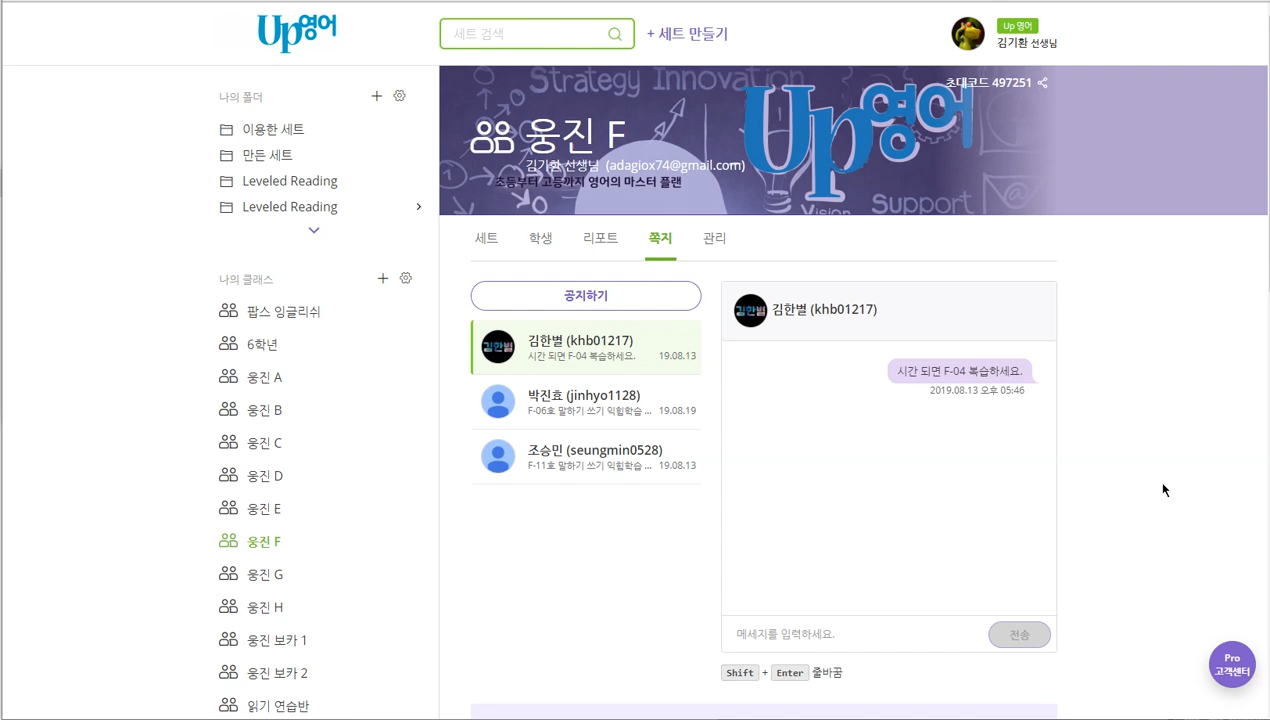 Up영어
세트 검색
+ 세트 만들기
Up 영어
김기환 선생님
나의 폴더
이용한 세트
만든 세트
Leveled Reading
Leveled Reading
나의 클래스
팝스 잉글리쉬
6학년
웅진 A
웅진 B
웅진 C
웅진 D
웅진 E
웅진 F
웅진 G
웅진 H
웅진 보카 1
웅진 보카 2
읽기 연습반
Strategy Innovation
초대코드 497251
Up영어
웅진 F
김기환 선생님 (adagiox74@gmail.com)
초등부터 고등까지 영어의 마스터 플랜
Vision Support
세트 학생 리포트 쪽지 관리
공지하기
김한별 (khb01217)
시간 되면 F-04 복습하세요. 19.08.13
박진효 (jinhyo1128)
F-06호 말하기 쓰기 익힘학습 ... 19.08.19
조승민 (seungmin0528)
F-11호 말하기 쓰기 익힘학습 ... 19.08.13
김한별
김한별 (khb01217)
시간 되면 F-04 복습하세요.
2019.08.13 오후 05:46
메세지를 입력하세요. 전송
Shift + Enter 줄바꿈
Pro
고객센터